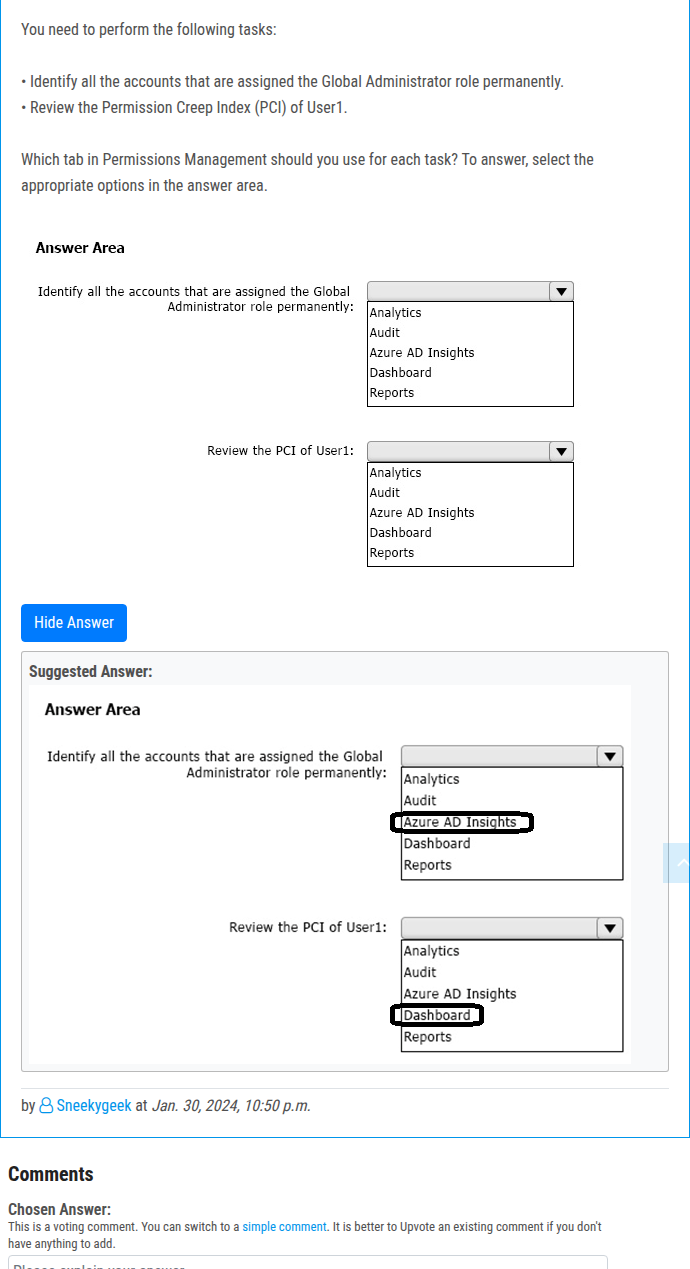 You need to perform the following tasks:
• Identify all the accounts that are assigned the Global Administrator role permanently.
• Review the Permission Creep Index (PCI) of User1.
Which tab in Permissions Management should you use for each task? To answer, select the
appropriate options in the answer area.
Answer Area
Identify all the accounts that are assigned the Global
Administrator role permanently:
Analytics
Audit
Azure AD Insights
Dashboard
Reports
Review the PCI of User1:
Analytics
Audit
Azure AD Insights
Dashboard
Reports
Hide Answer
Suggested Answer:
Answer Area
Identify all the accounts that are assigned the Global
Administrator role permanently:
Analytics
Audit
Azure AD Insights
Dashboard
Reports
Review the PCI of User1:
Analytics
Audit
Azure AD Insights
Dashboard
Reports
by Sneekygeek at Jan. 30, 2024, 10:50 p.m.
Comments
Chosen Answer:
This is a voting comment. You can switch to a simple comment. It is better to Upvote an existing comment if you don't
have anything to add.
Please explain your answer